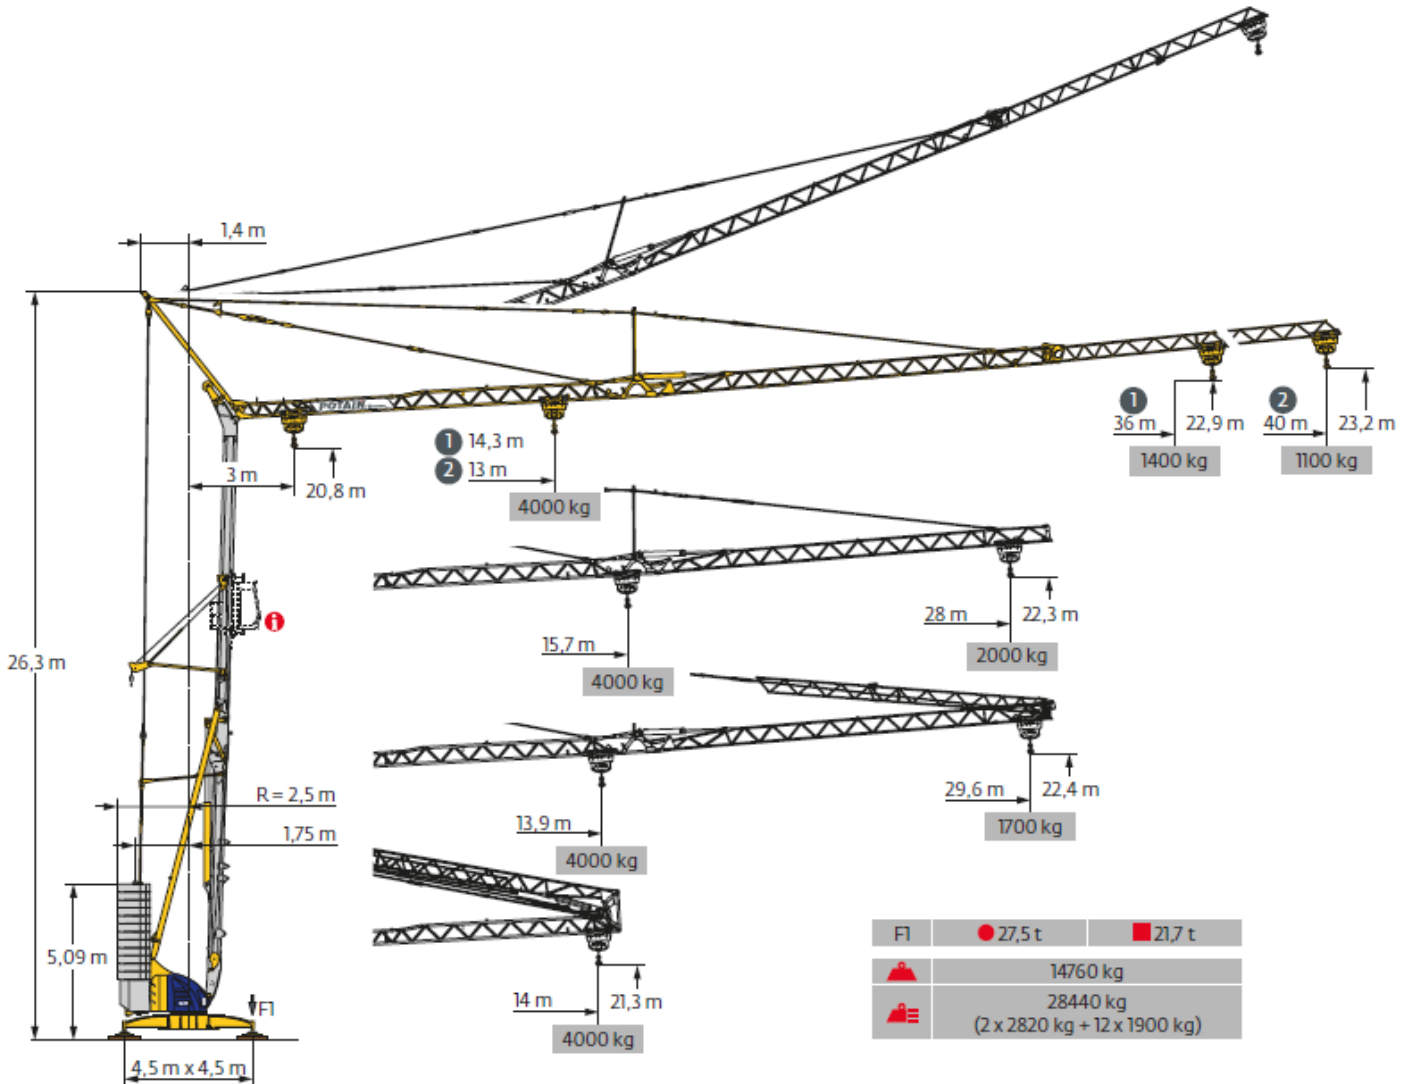 1,4 m
POTAIN
1 14,3 m
2 13 m
4000 kg
3 m
20,8 m
1
36 m
22,9 m
1400 kg
2
40 m
23,2 m
1100 kg
26,3 m
i
15,7 m
4000 kg
28 m
22,3 m
2000 kg
R = 2,5 m
1,75 m
13,9 m
4000 kg
29,6 m
22,4 m
1700 kg
5,09 m
F1
4,5 m x 4,5 m
14 m
21,3 m
4000 kg
F1 27,5 t 21,7 t
14760 kg
28440 kg
(2 x 2820 kg + 12 x 1900 kg)